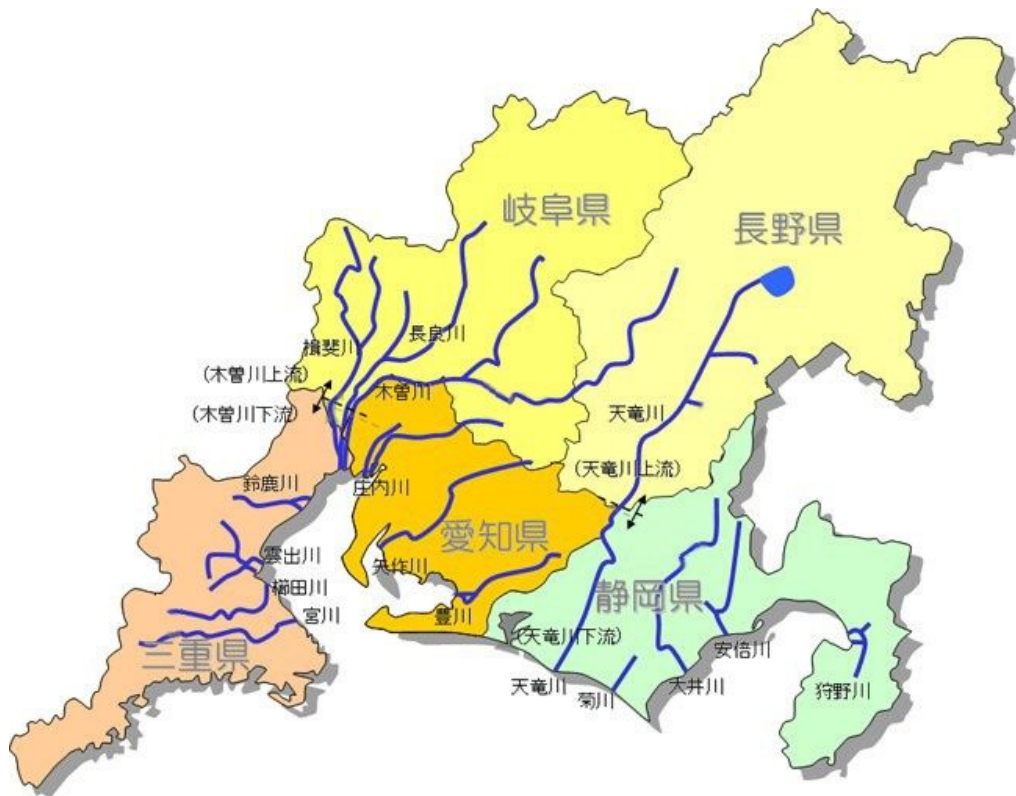 岐阜県
長野県
長良川
揖斐川
(木曽川上流)
木曽川
(木曽川下流)
天竜川
(天竜川上流)
鈴鹿川
庄内川
愛知県
雲出川
矢作川
櫛田川
静岡県
宮川
豊川
(天竜川下流)
三重県
安倍川
天竜川
大井川
狩野川
菊川